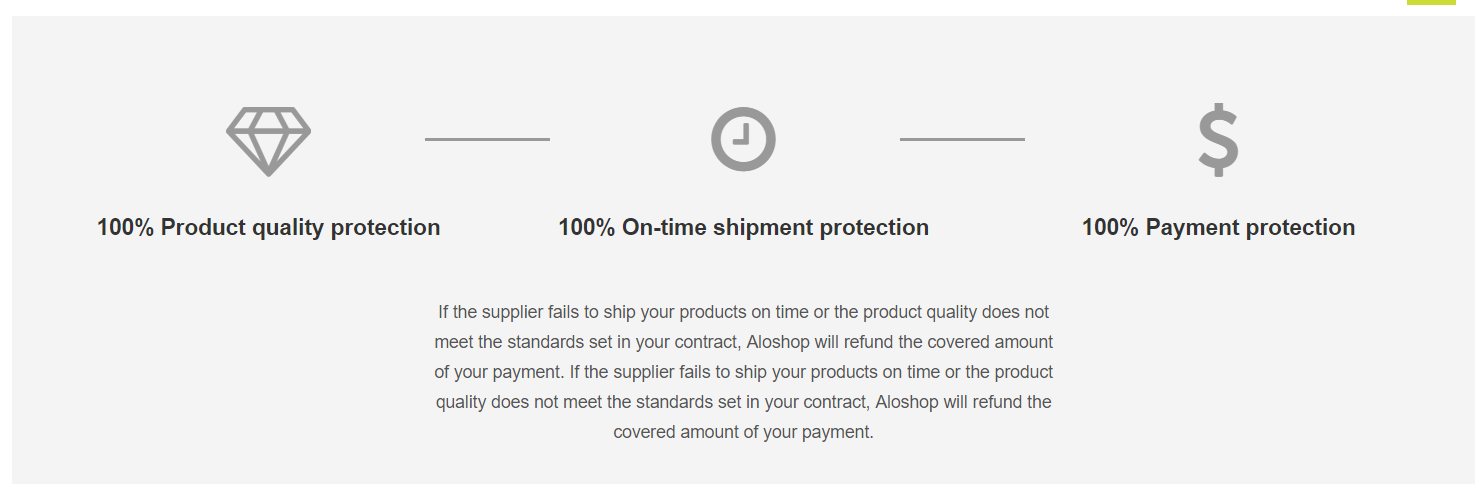 100% Product quality protection
100% On-time shipment protection
100% Payment protection
If the supplier fails to ship your products on time or the product quality does not
meet the standards set in your contract, Aloshop will refund the covered amount
of your payment. If the supplier fails to ship your products on time or the product
quality does not meet the standards set in your contract, Aloshop will refund the
covered amount of your payment.